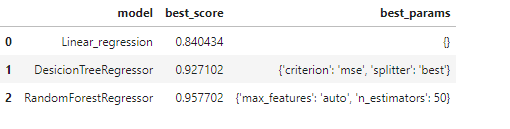 model best_score best_params
0 Linear_regression 0.840434 {}
1 DesicionTreeRegressor 0.927102 {'criterion': 'mse', 'splitter': 'best'}
2 RandomForestRegressor 0.957702 {'max_features': 'auto', 'n_estimators': 50}